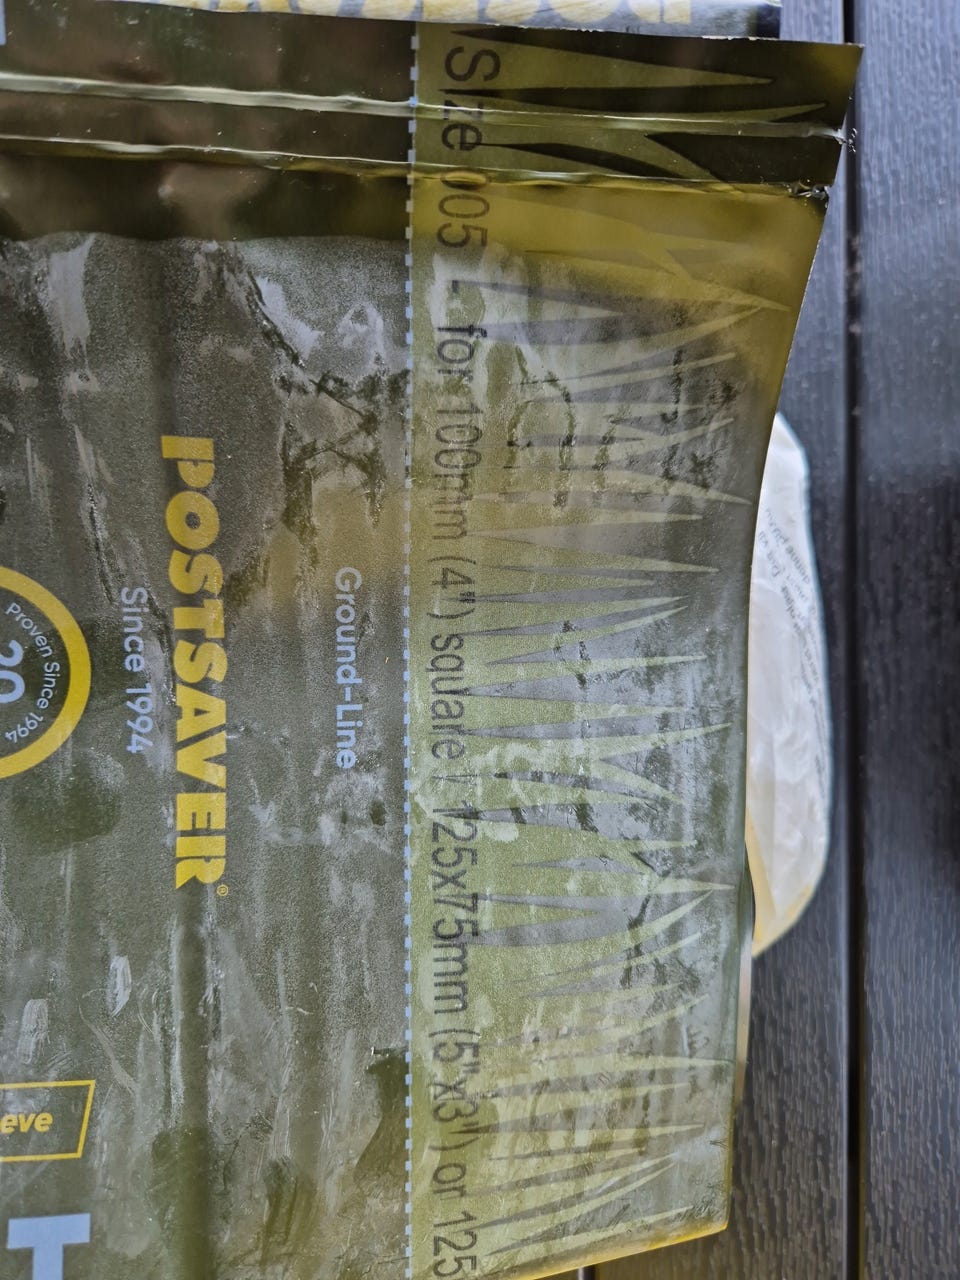 Size 005 - for 100mm (4") square / 125x75mm (5"x3") or 125
Ground-Line
POSTSAVER®
Since 1994
Proven Since 1994
20
eve